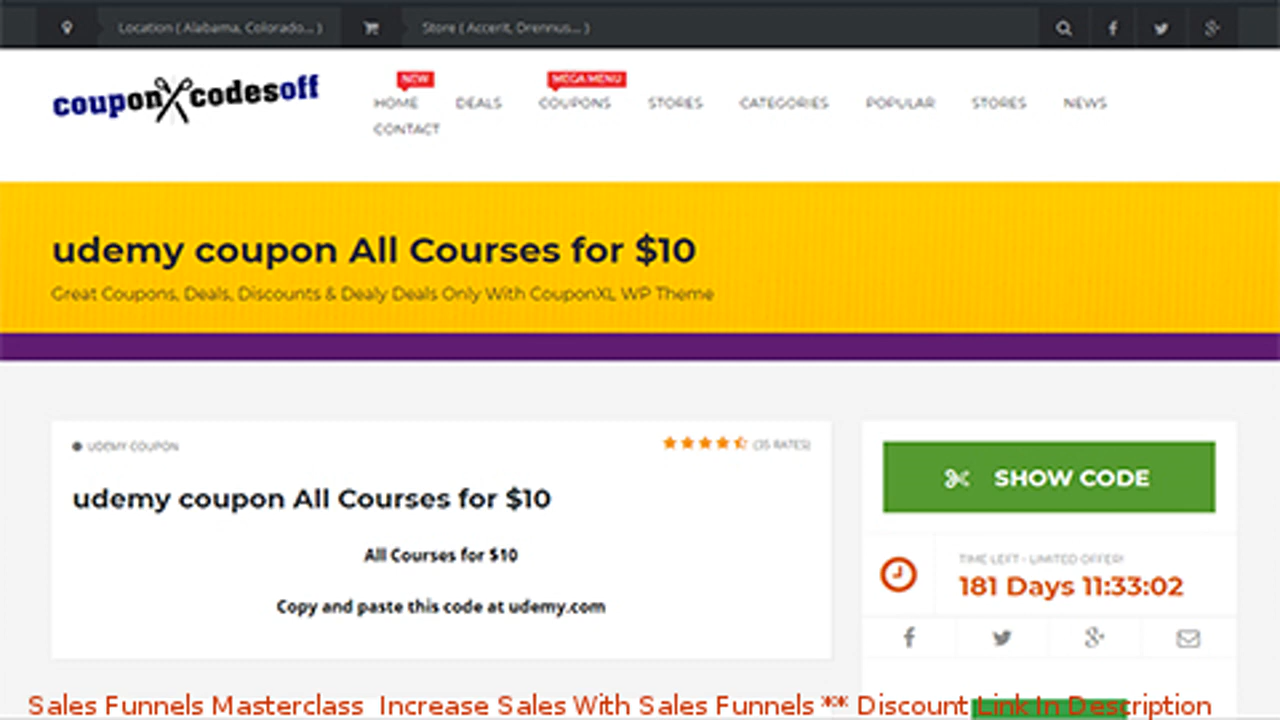 Location ( Alabama, Colorado... )
Store ( Accerit, Drennus... )
coupon codesoff
NEW
MEGA MENU
HOME DEALS COUPONS STORES CATEGORIES POPULAR STORES NEWS
CONTACT
udemy coupon All Courses for $10
Great Coupons, Deals, Discounts & Dealy Deals Only With CouponXL WP Theme
UDEMY COUPON
(35 RATES)
SHOW CODE
udemy coupon All Courses for $10
All Courses for $10
TIME LEFT - LIMITED OFFER!
181 Days 11:33:02
Copy and paste this code at udemy.com
Sales Funnels Masterclass Increase Sales With Sales Funnels ** Discount Link In Description